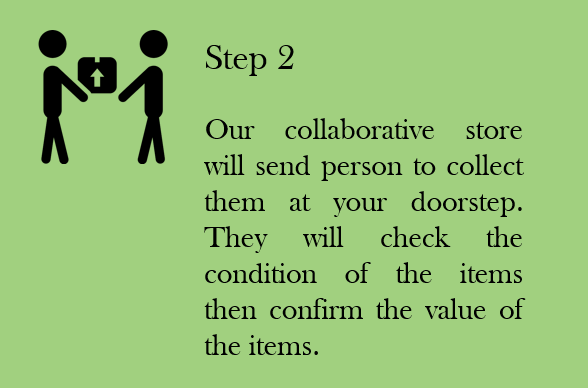 Step 2
Our collaborative store
will send person to collect
them at your doorstep.
They will check the
condition of the items
then confirm the value of
the items.